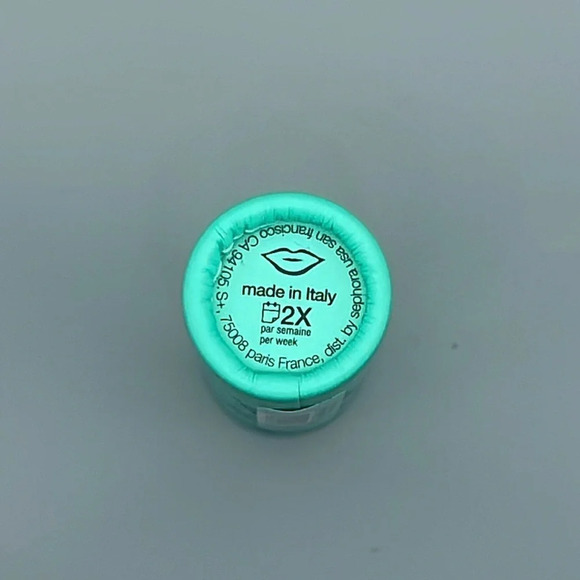 made in Italy
2X
par semaine
per week
75008 paris France, dist. by sephora usa san francisco CA 94105. St,